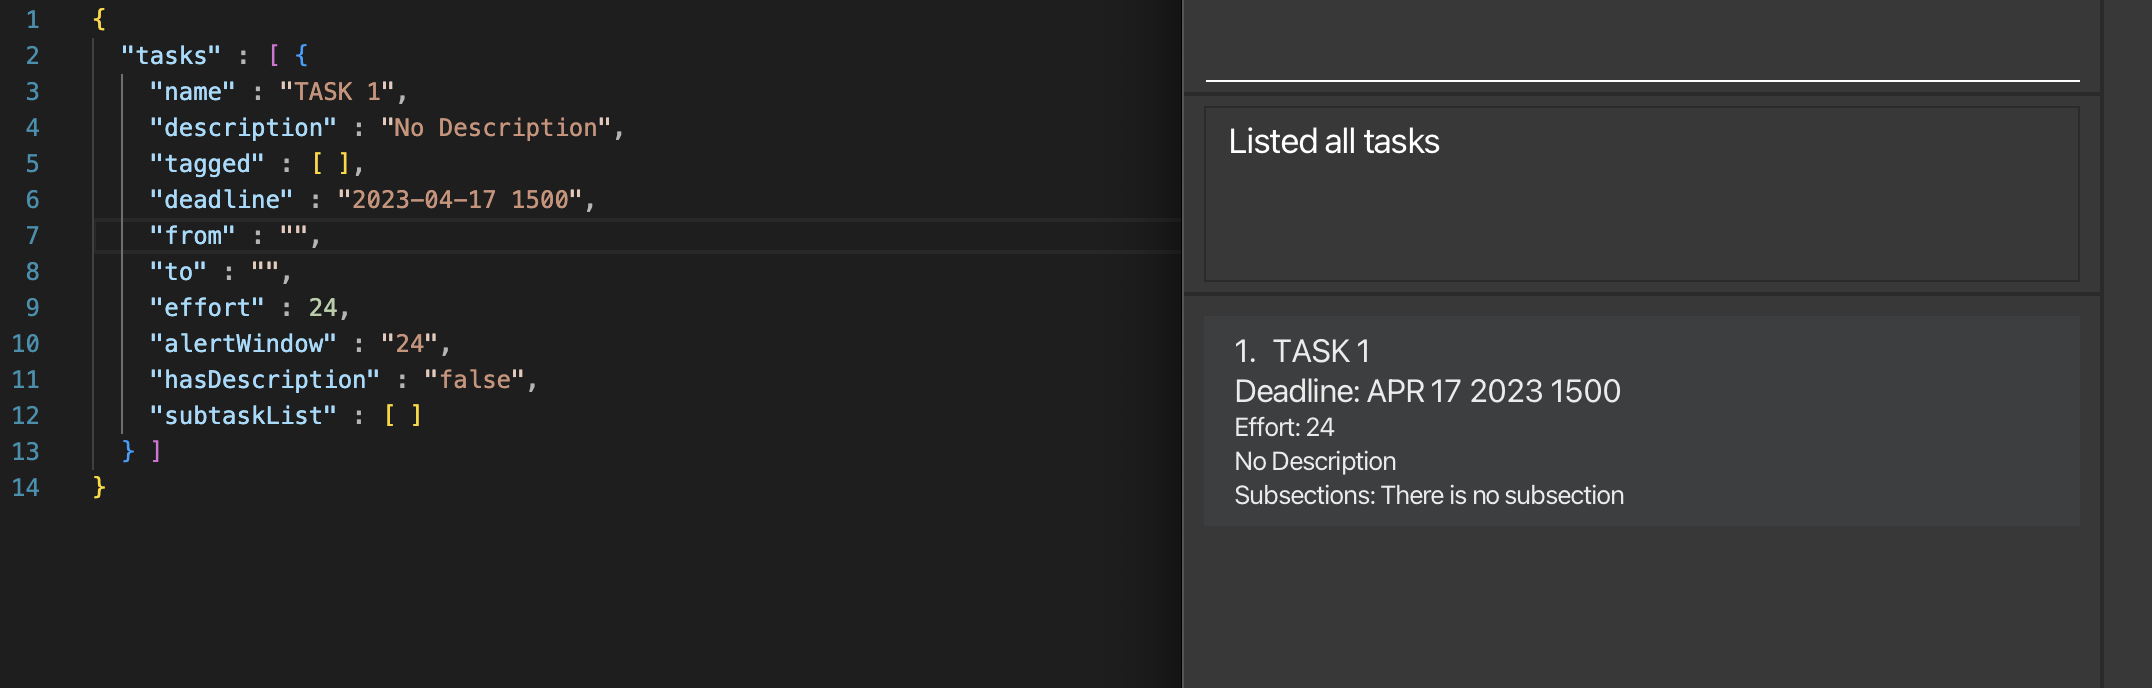 1 {
2 "tasks" : [ {
3 "name" : "TASK 1",
4 "description" : "No Description",
5 "tagged" : [ ],
6 "deadline" : "2023-04-17 1500",
7 "from" : "",
8 "to" : "",
9 "effort" : 24,
10 "alertWindow" : "24",
11 "hasDescription" : "false",
12 "subtaskList" : [ ]
13 } ]
14 }
Listed all tasks
1. TASK 1
Deadline: APR 17 2023 1500
Effort: 24
No Description
Subsections: There is no subsection